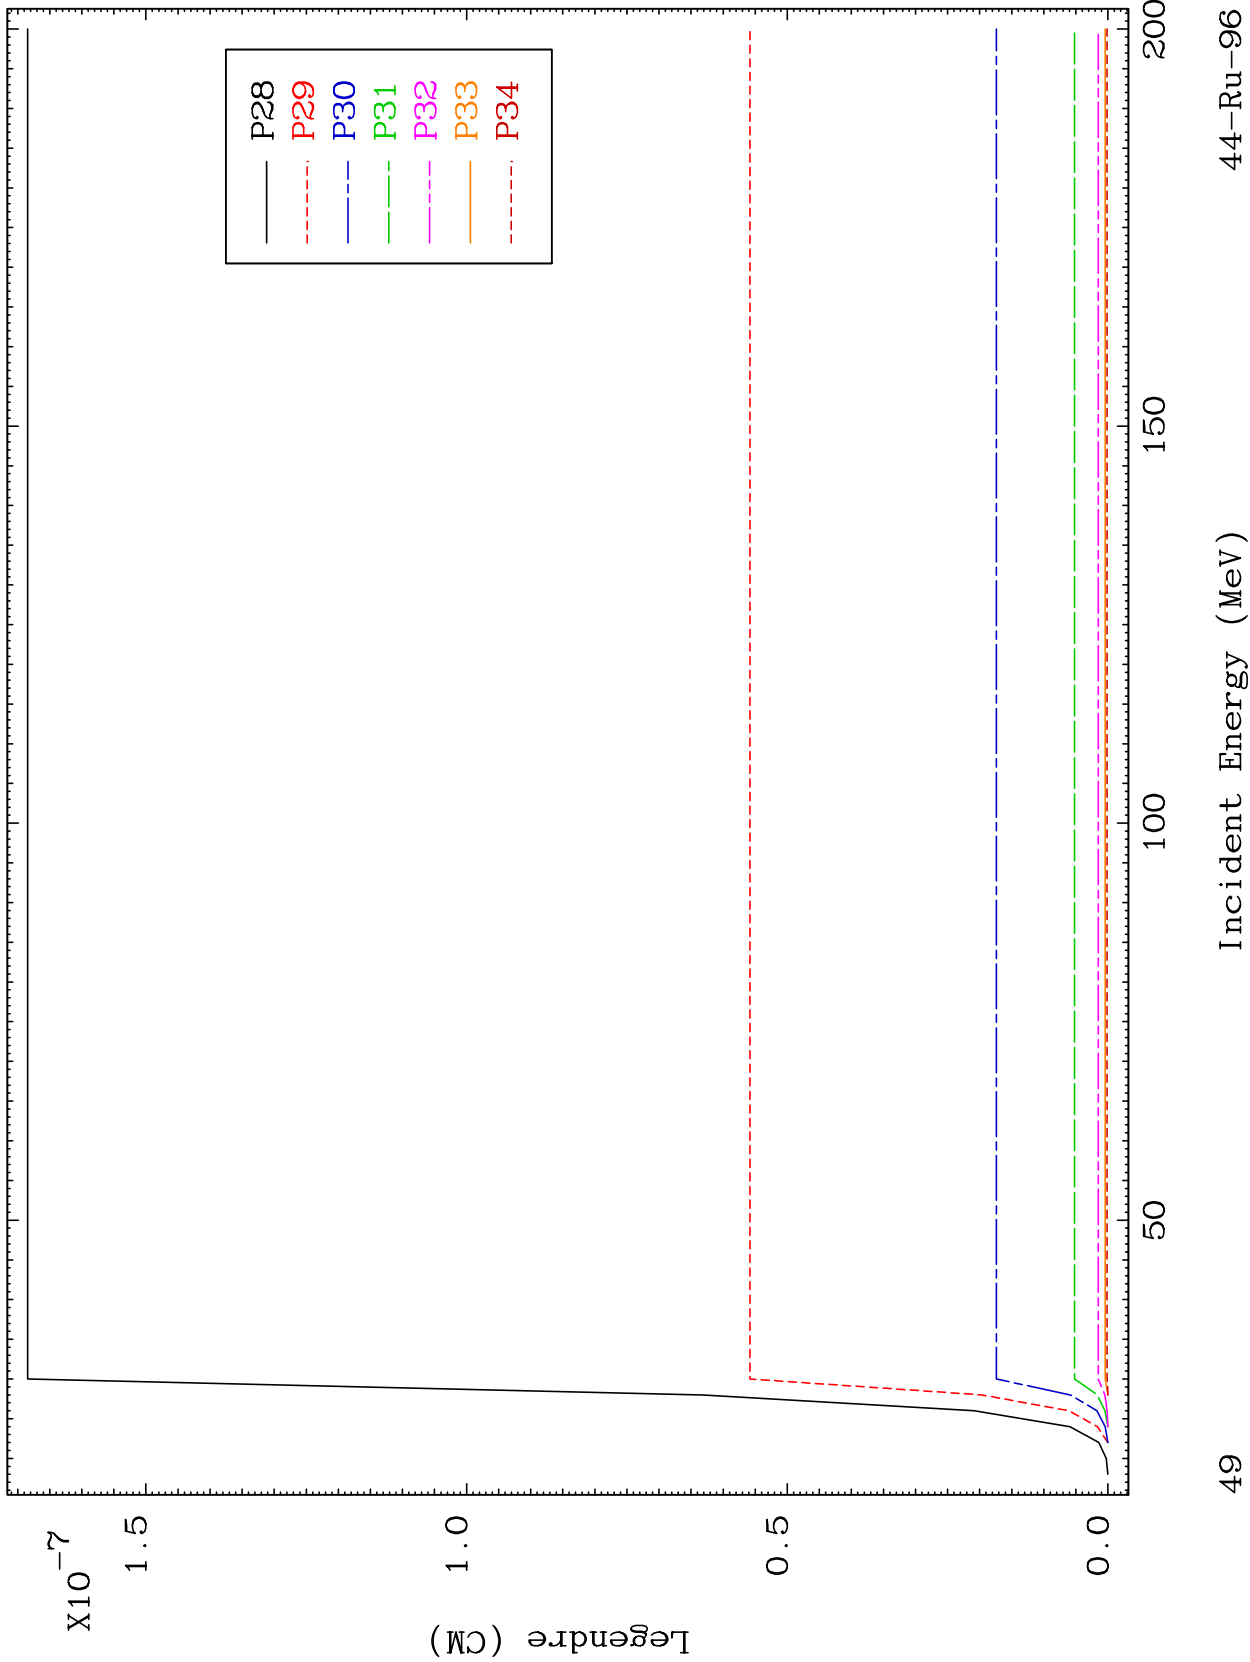 X10-7
1.5
1.0
0.5
0.0
Legendre (CM)
P28
P29
P30
P31
P32
P33
P34
50
100
150
200
Incident Energy (MeV)
49
44-Ru-96